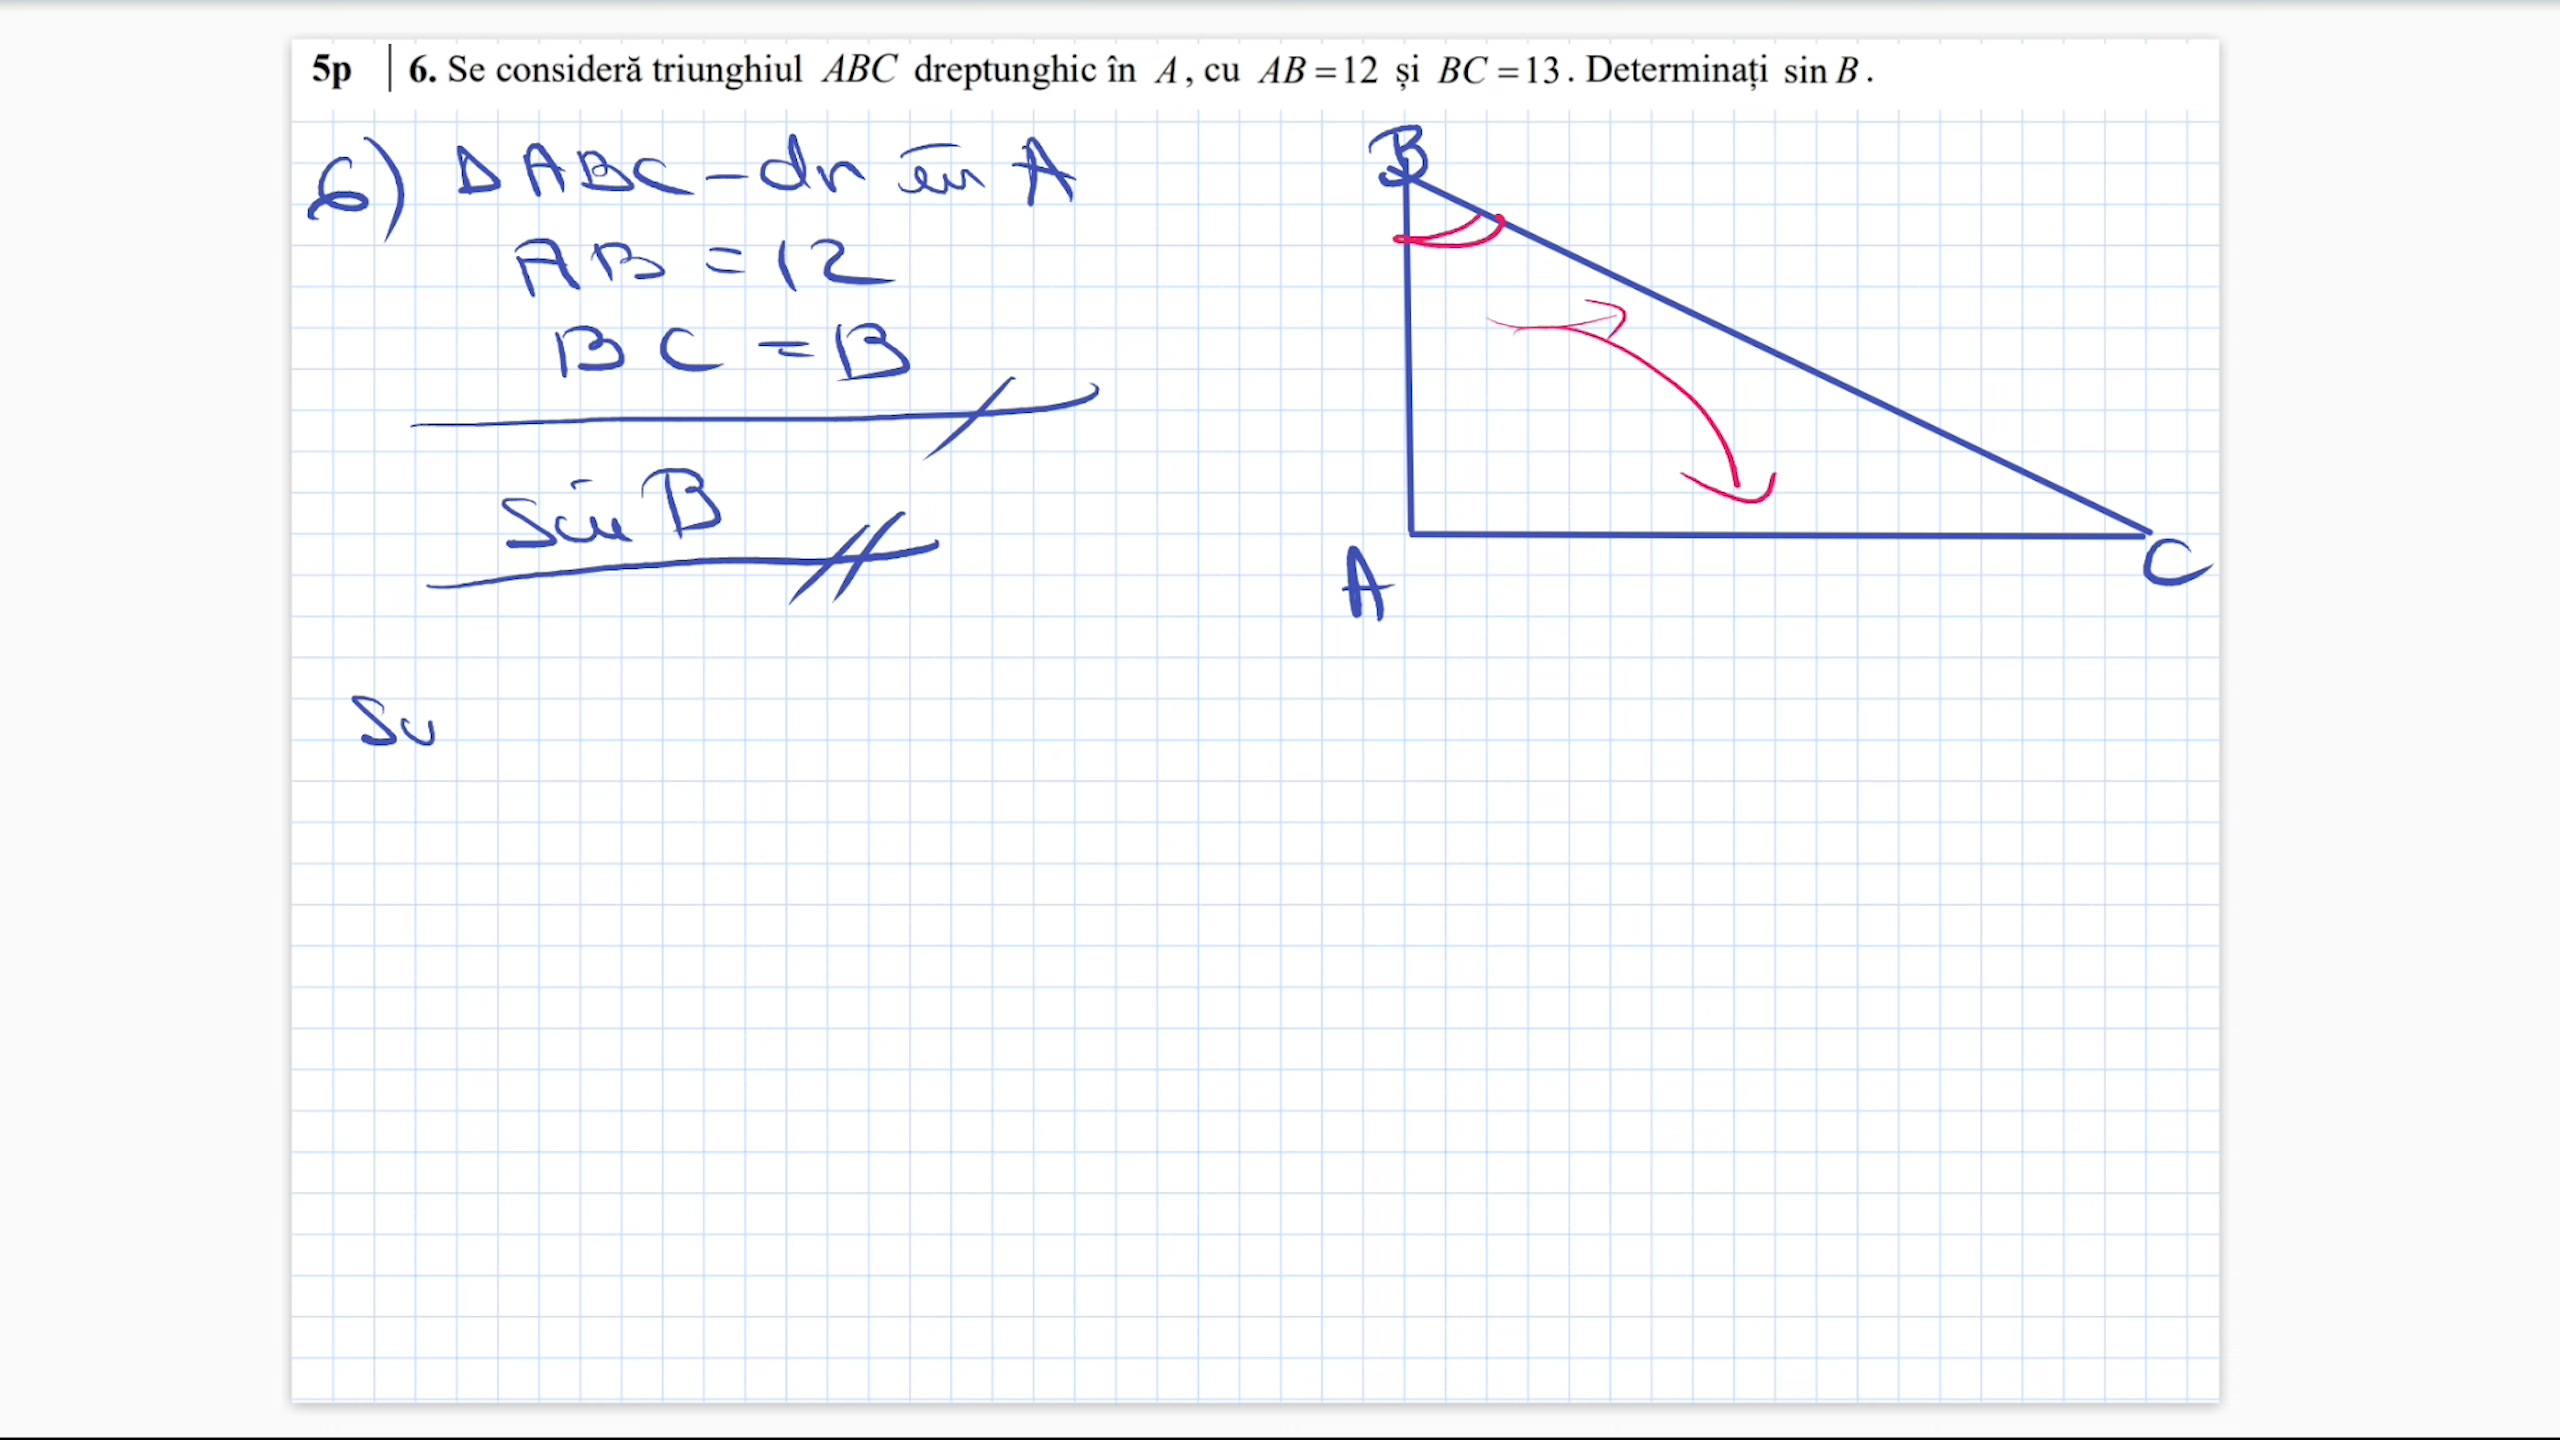 5p 6. Se consideră triunghiul ABC dreptunghic în A, cu AB=12 și BC=13. Determinați sin B.
6) Δ ABC - dr în A
AB = 12
BC = 13
sin B
B
A
C